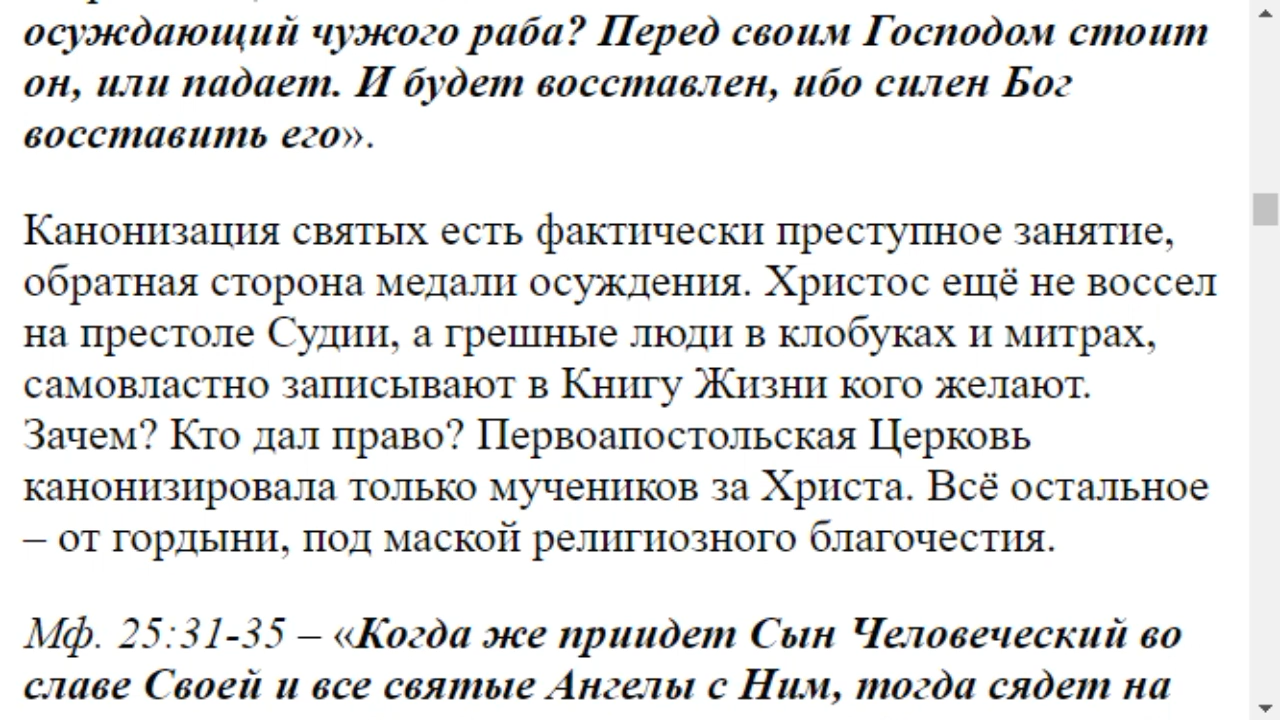 осуждающий чужого раба? Перед своим Господом стоит
он, или падает. И будет восставлен, ибо силен Бог
восставить его».
Канонизация святых есть фактически преступное занятие,
обратная сторона медали осуждения. Христос ещё не воссел
на престоле Судии, а грешные люди в клобуках и митрах,
самовластно записывают в Книгу Жизни кого желают.
Зачем? Кто дал право? Первоапостольская Церковь
канонизировала только мучеников за Христа. Всё остальное
– от гордыни, под маской религиозного благочестия.
Мф. 25:31-35 – «Когда же приидет Сын Человеческий во
славе Своей и все святые Ангелы с Ним, тогда сядет на